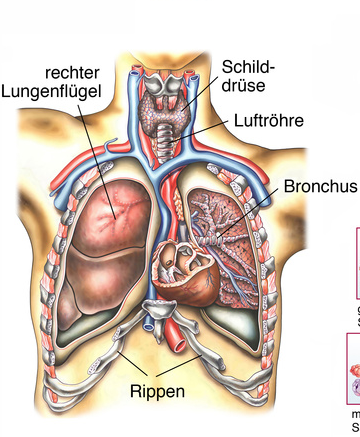 rechter
Lungenflügel
Schild-
drüse
Luftröhre
Bronchus
Rippen